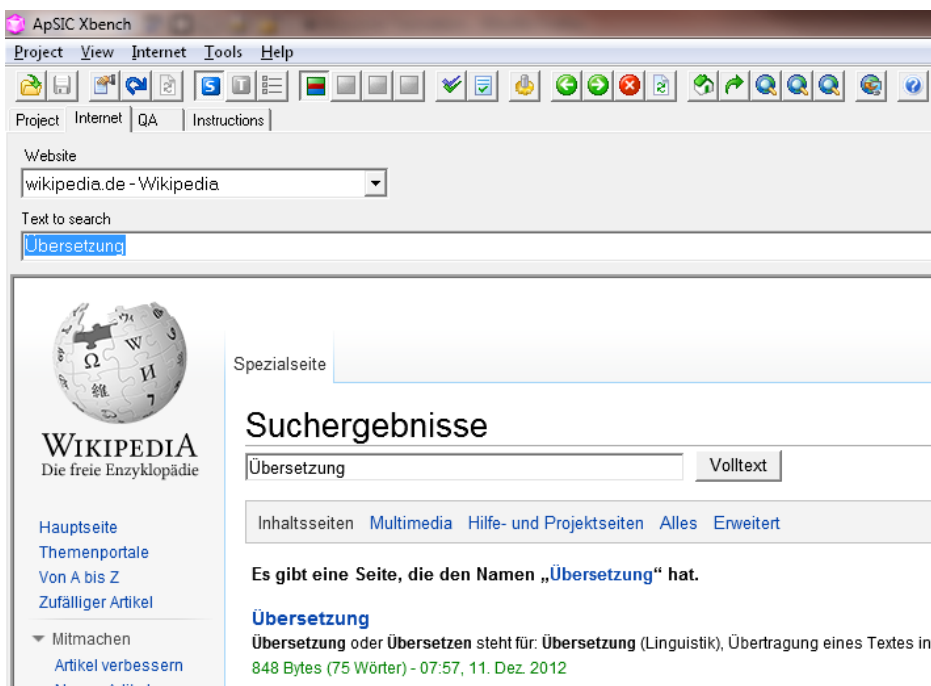 ApSIC Xbench
Project View Internet Tools Help
Project Internet QA Instructions
Website
wikipedia.de - Wikipedia
Text to search
Übersetzung
Spezialseite
WIKIPEDIA
Die freie Enzyklopädie
Suchergebnisse
Übersetzung Volltext
Inhaltsseiten Multimedia Hilfe- und Projektseiten Alles Erweitert
Es gibt eine Seite, die den Namen „Übersetzung“ hat.
Übersetzung
Übersetzung oder Übersetzen steht für: Übersetzung (Linguistik), Übertragung eines Textes in
848 Bytes (75 Wörter) - 07:57, 11. Dez. 2012
Hauptseite
Themenportale
Von A bis Z
Zufälliger Artikel
Mitmachen
Artikel verbessern